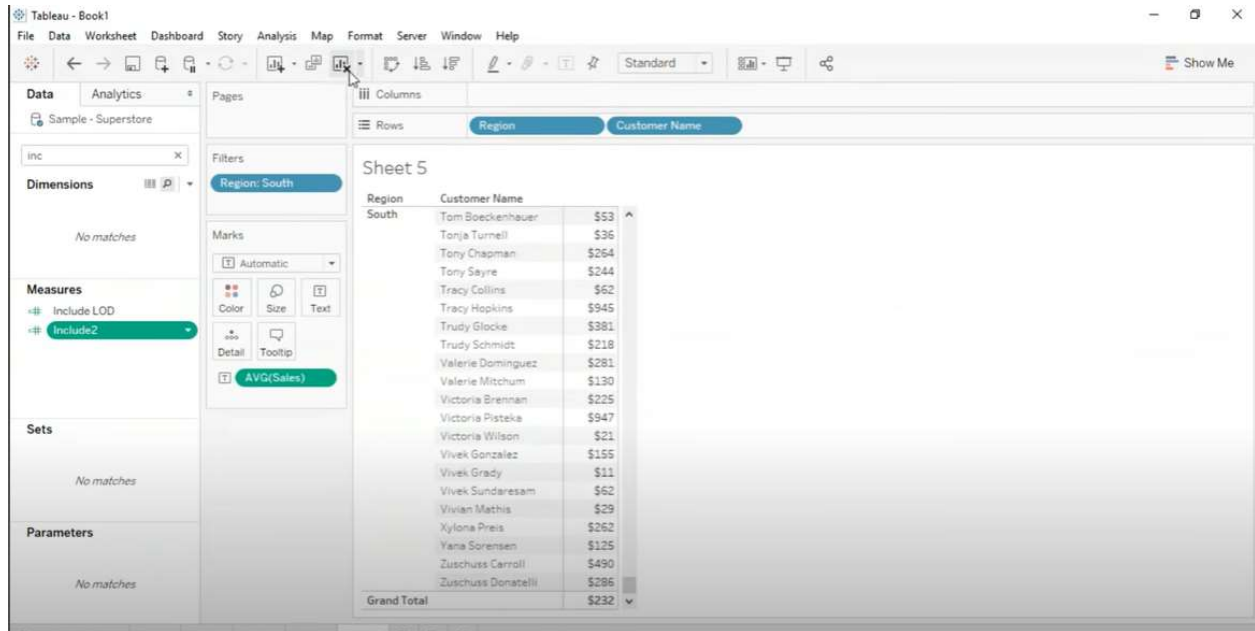 Tableau - Book1
File Data Worksheet Dashboard Story Analysis Map Format Server Window Help
Standard
Show Me
Data Analytics
Sample - Superstore
inc
Dimensions
No matches
Measures
Include LOD
Include2
Sets
No matches
Parameters
No matches
Pages
Filters
Region: South
Marks
Automatic
Color Size Text
Detail Tooltip
AVG(Sales)
Columns
Rows Region Customer Name
Sheet 5
Region Customer Name
South Tom Boeckenhauer $53
Tonja Turnell $36
Tony Chapman $264
Tony Sayre $244
Tracy Collins $62
Tracy Hopkins $945
Trudy Glocke $381
Trudy Schmidt $218
Valerie Dominguez $281
Valerie Mitchum $130
Victoria Brennan $225
Victoria Pisteka $947
Victoria Wilson $21
Vivek Gonzalez $155
Vivek Grady $11
Vivek Sundaresam $62
Vivian Mathis $29
Xylona Preis $262
Yana Sorensen $125
Zuschuss Carroll $490
Zuschuss Donatelli $286
Grand Total $232